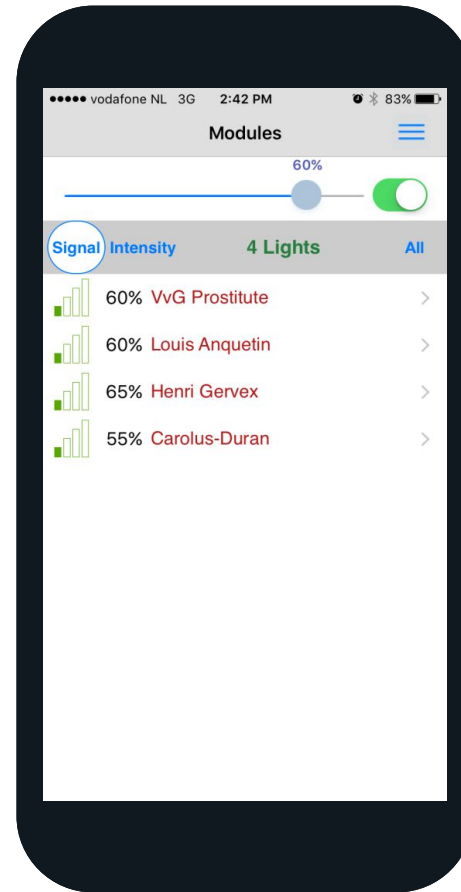 vodafone NL 3G 2:42 PM 83%
Modules
60%
Signal Intensity 4 Lights All
60% VvG Prostitute
60% Louis Anquetin
65% Henri Gervex
55% Carolus-Duran